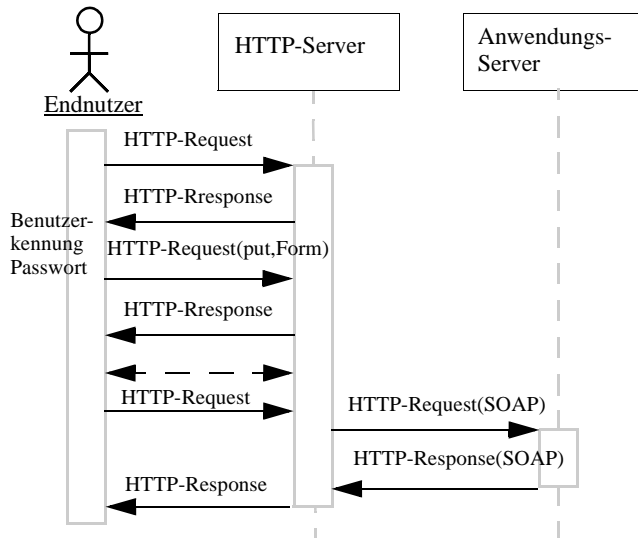 HTTP-Server
Anwendungs-
Server
Endnutzer
HTTP-Request
HTTP-Rresponse
Benutzer-
kennung
Passwort
HTTP-Request(put,Form)
HTTP-Rresponse
HTTP-Request
HTTP-Request(SOAP)
HTTP-Response(SOAP)
HTTP-Response